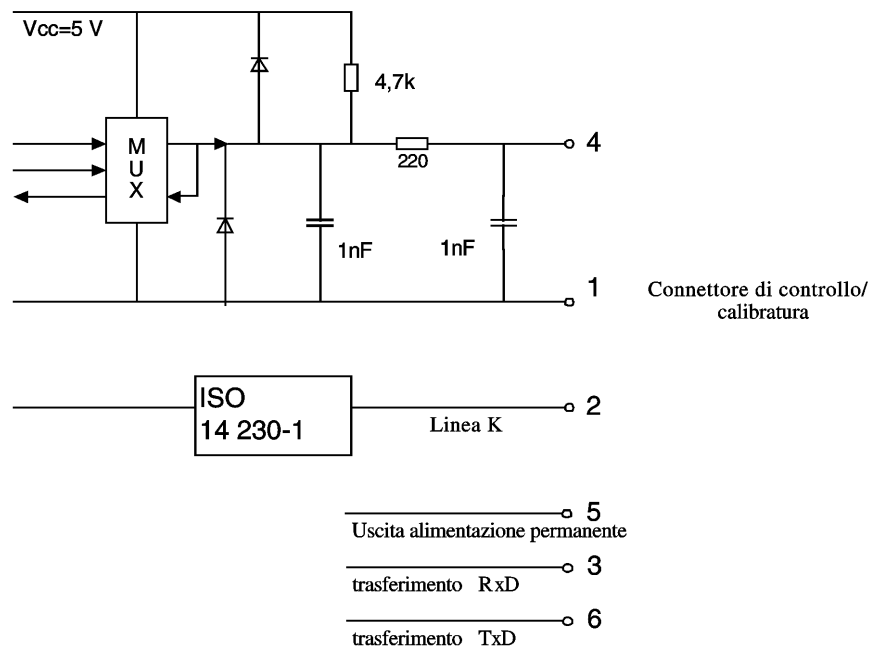 Vcc=5 V
4,7k
M
U
X
4
220
1nF
1nF
1
Connettore di controllo/
calibratura
ISO
14 230-1
2
Linea K
5
Uscita alimentazione permanente
3
trasferimento RxD
6
trasferimento TxD